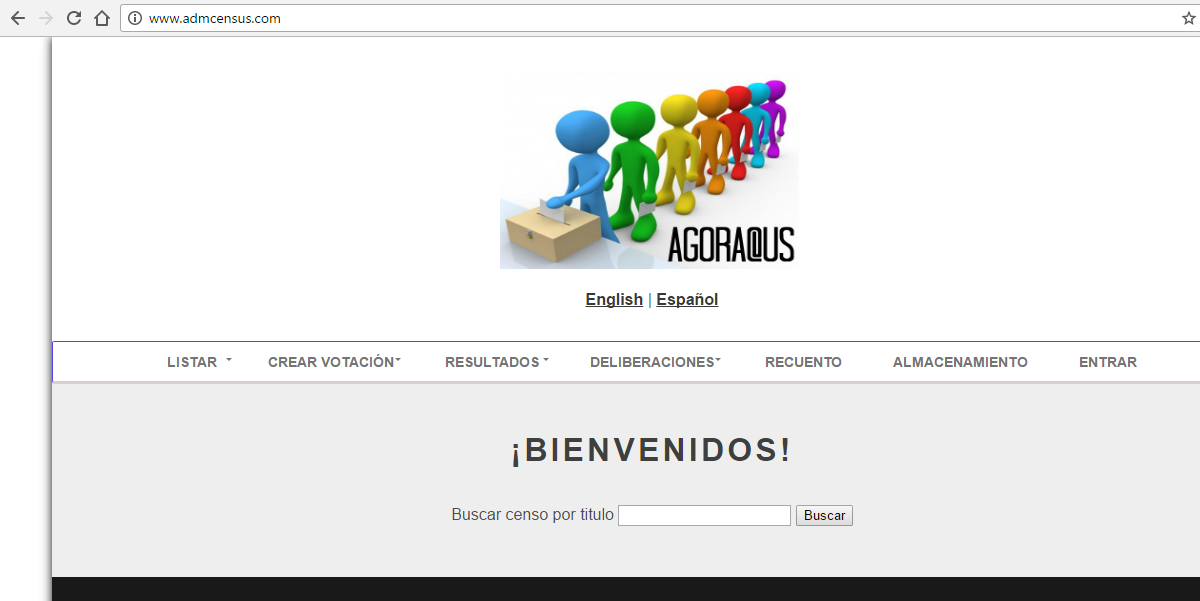 www.admcensus.com
AGORA@US
English | Español
LISTAR CREAR VOTACIÓN RESULTADOS DELIBERACIONES RECUENTO ALMACENAMIENTO ENTRAR
¡BIENVENIDOS!
Buscar censo por titulo Buscar